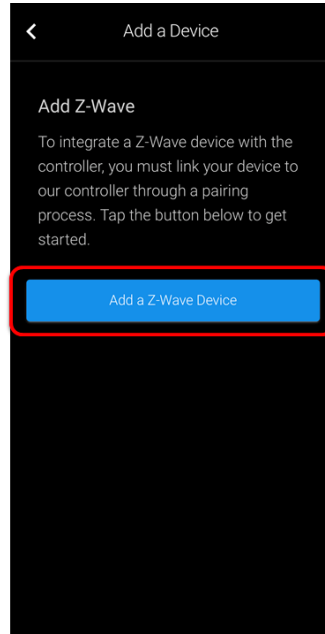 Add a Device
Add Z-Wave
To integrate a Z-Wave device with the
controller, you must link your device to
our controller through a pairing
process. Tap the button below to get
started.
Add a Z-Wave Device